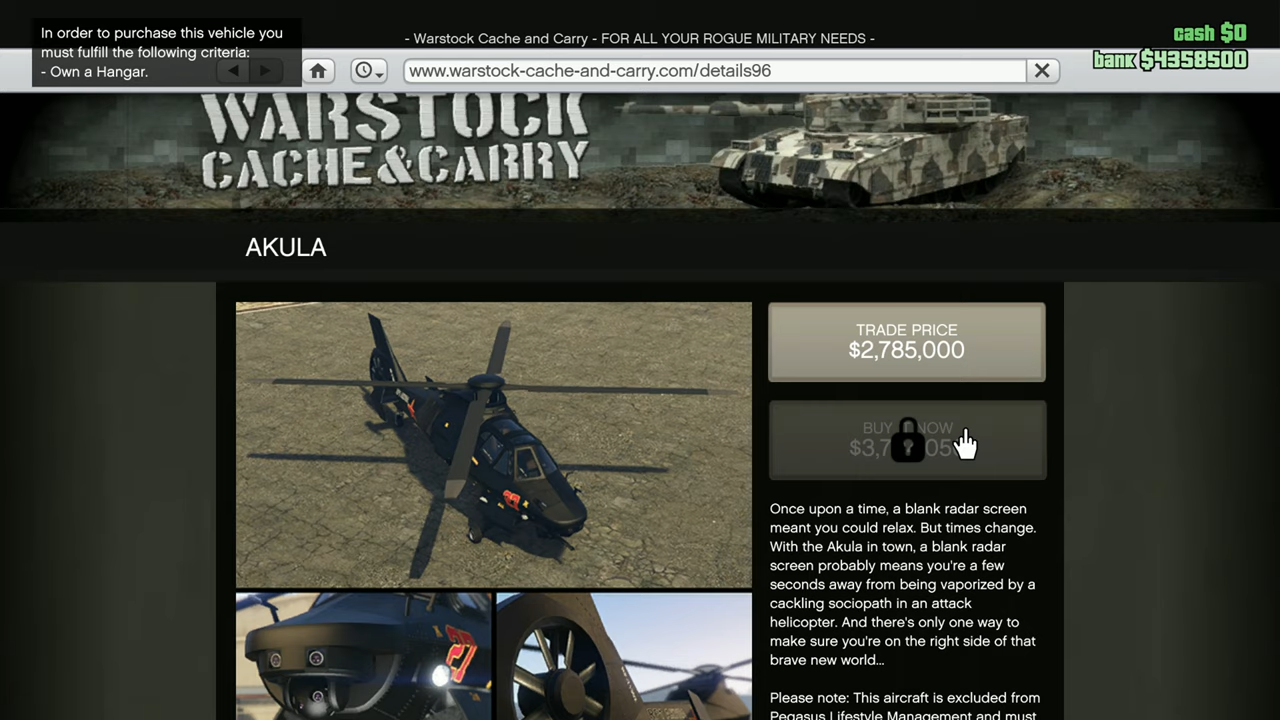 In order to purchase this vehicle you
must fulfill the following criteria:
- Own a Hangar.
- Warstock Cache and Carry - FOR ALL YOUR ROGUE MILITARY NEEDS -
cash $0
bank $4358500
www.warstock-cache-and-carry.com/details96
WARSTOCK
CACHE&CARRY
AKULA
TRADE PRICE
$2,785,000
BUY NOW
Once upon a time, a blank radar screen
meant you could relax. But times change.
With the Akula in town, a blank radar
screen probably means you're a few
seconds away from being vaporized by a
cackling sociopath in an attack
helicopter. And there's only one way to
make sure you're on the right side of that
brave new world...
Please note: This aircraft is excluded from
Pegasus Lifestyle Management and must
27